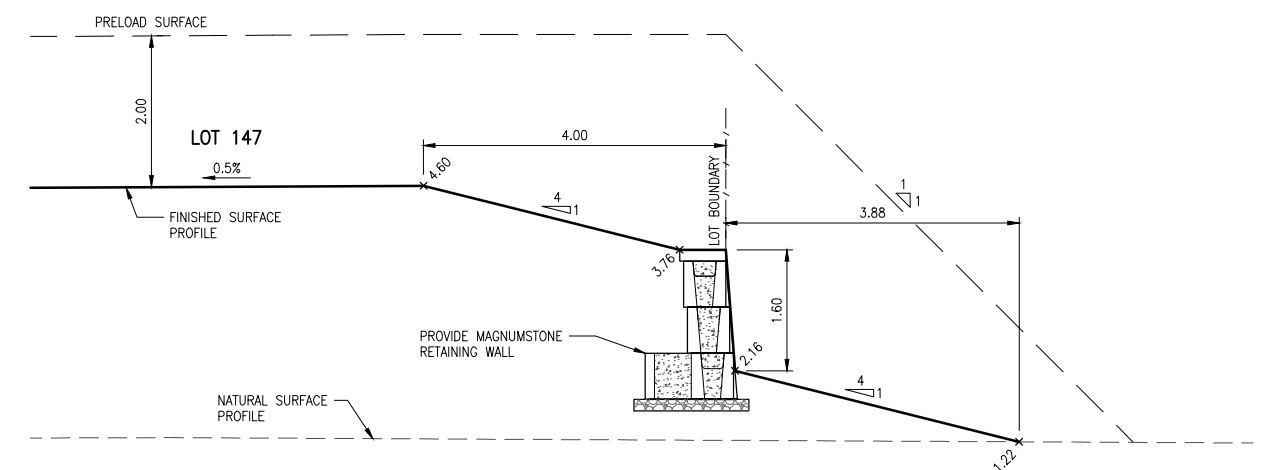 PRELOAD SURFACE
2.00
LOT 147
0.5%
4.00
4.60
LOT BOUNDARY
1
1
3.88
4
1
FINISHED SURFACE
PROFILE
3.76
1.60
PROVIDE MAGNUMSTONE
RETAINING WALL
2.16
4
1
NATURAL SURFACE
PROFILE
1.22